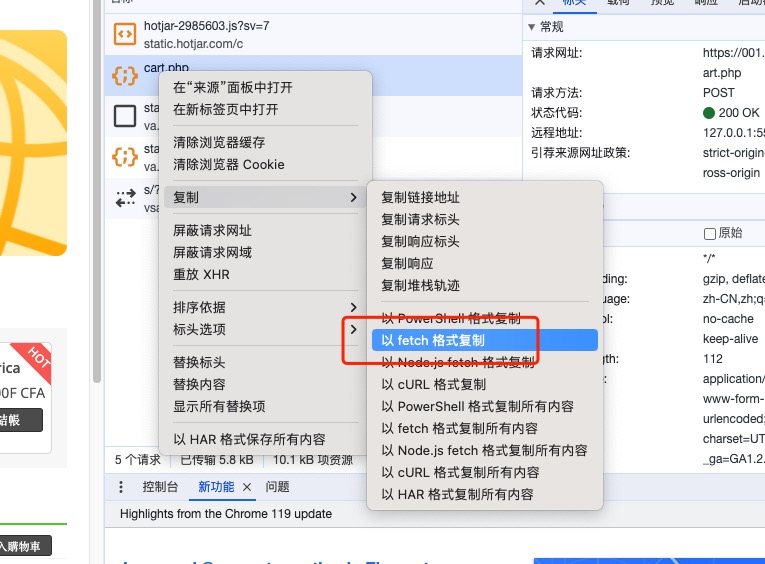 标头
载荷
预览
响应
hotjar-2985603.js?sv=7
static.hotjar.com/c
cart.php
sta
va.
sta
va.
s/?
vsa
在“来源”面板中打开
在新标签页中打开
清除浏览器缓存
清除浏览器 Cookie
复制
屏蔽请求网址
屏蔽请求网域
重放 XHR
排序依据
标头选项
替换标头
替换内容
显示所有替换项
以 HAR 格式保存所有内容
复制链接地址
复制请求标头
复制响应标头
复制响应
复制堆栈轨迹
以 PowerShell 格式复制
以 fetch 格式复制
以 Node.js fetch 格式复制
以 cURL 格式复制
以 PowerShell 格式复制所有内容
以 fetch 格式复制所有内容
以 Node.js fetch 格式复制所有内容
以 cURL 格式复制所有内容
以 HAR 格式复制所有内容
常规
请求网址:
https://001.
art.php
请求方法:
POST
状态代码:
200 OK
远程地址:
127.0.0.1:55
引荐来源网址政策:
strict-origin-
ross-origin
原始
*/*
ding:
gzip, deflate
uage:
zh-CN,zh;q=
ol:
no-cache
keep-alive
gth:
112
application/
www-form-
urlencoded;
charset=UT
_ga=GA1.2.
5 个请求
已传输 5.8 kB
10.1 kB 项资源
控制台
新功能
问题
Highlights from the Chrome 119 update
HOT
rica
00F CFA
結帳
入購物車